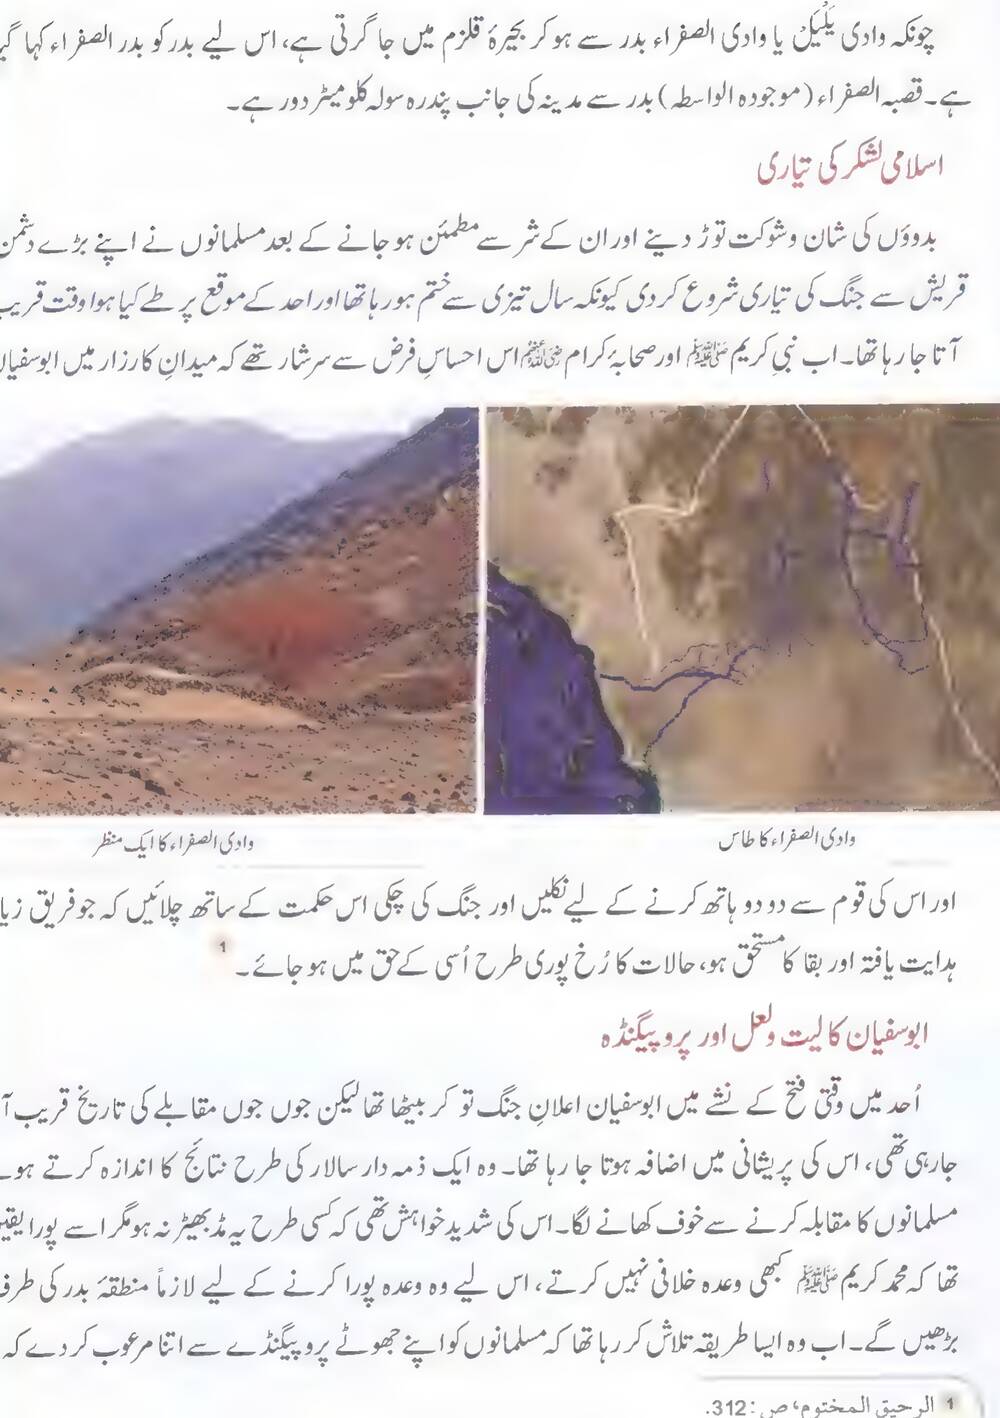 چونکہ وادی یَلْیَلْ یا وادی الصفراء بدر سے ہو کر بحیرۂ قلزم میں جا گرتی ہے، اس لیے بدر کو بدر الصفراء کہا گیا
ہے۔ قصبہ الصفراء (موجودہ الواسطہ) بدر سے مدینہ کی جانب پندرہ سولہ کلومیٹر دور ہے۔
اسلامی لشکر کی تیاری
بدوؤں کی شان و شوکت توڑ دینے اور ان کے شر سے مطمئن ہو جانے کے بعد مسلمانوں نے اپنے بڑے دشمن
قریش سے جنگ کی تیاری شروع کر دی کیونکہ سال تیزی سے ختم ہو رہا تھا اور احد کے موقع پر طے کیا ہوا وقت قریب
آتا جا رہا تھا۔ اب نبیِ کریم ﷺ اور صحابۂ کرام رضی اللہ عنہم اس احساسِ فرض سے سرشار تھے کہ میدانِ کارزار میں ابوسفیان
وادی الصفراء کا طاس
وادی الصفراء کا ایک منظر
اور اس کی قوم سے دو دو ہاتھ کرنے کے لیے نکلیں اور جنگ کی چکی اس حکمت کے ساتھ چلائیں کہ جو فریق
ہدایت یافتہ اور بقا کا مستحق ہو، حالات کا رُخ پوری طرح اُسی کے حق میں ہو جائے۔ 1
ابوسفیان کا لیت و لعل اور پروپیگنڈہ
اُحد میں وقتی فتح کے نشے میں ابوسفیان اعلانِ جنگ تو کر بیٹھا تھا لیکن جوں جوں مقابلے کی تاریخ قریب آ
جا رہی تھی، اس کی پریشانی میں اضافہ ہوتا جا رہا تھا۔ وہ ایک ذمہ دار سالار کی طرح نتائج کا اندازہ کرتے ہوئے
مسلمانوں کا مقابلہ کرنے سے خوف کھانے لگا۔ اس کی شدید خواہش تھی کہ کسی طرح یہ مڈبھیڑ نہ ہو مگر اسے پورا یقین
تھا کہ محمد کریم ﷺ کبھی وعدہ خلافی نہیں کرتے، اس لیے وہ وعدہ پورا کرنے کے لیے لازماً منطقۂ بدر کی طرف
بڑھیں گے۔ اب وہ ایسا طریقہ تلاش کر رہا تھا کہ مسلمانوں کو اپنے جھوٹے پروپیگنڈے سے اتنا مرعوب کر دے کہ
1 الرحیق المختوم، ص: 312.